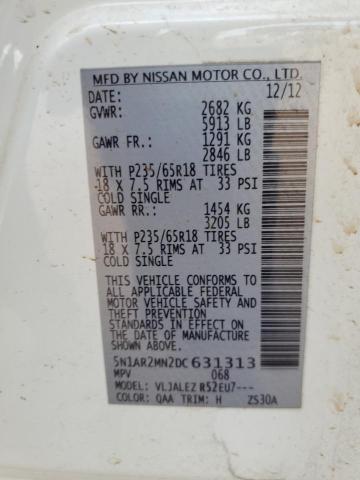 MFD BY NISSAN MOTOR CO., LTD.
DATE: 12/12
GVWR: 2682 KG
5913 LB
GAWR FR: 1291 KG
2846 LB
WITH P235/65R18 TIRES
18 X 7.5 RIMS AT 33 PSI
COLD SINGLE
GAWR RR: 1454 KG
3205 LB
WITH P235/65R18 TIRES
18 X 7.5 RIMS AT 33 PSI
COLD SINGLE
THIS VEHICLE CONFORMS TO
ALL APPLICABLE FEDERAL
MOTOR VEHICLE SAFETY AND
THEFT PREVENTION
STANDARDS IN EFFECT ON
THE DATE OF MANUFACTURE
SHOWN ABOVE.
5N1AR2MN2DC631313
MPV 068
MODEL: VLJALEZ R52EU7---
COLOR: QAA TRIM: H ZS30A